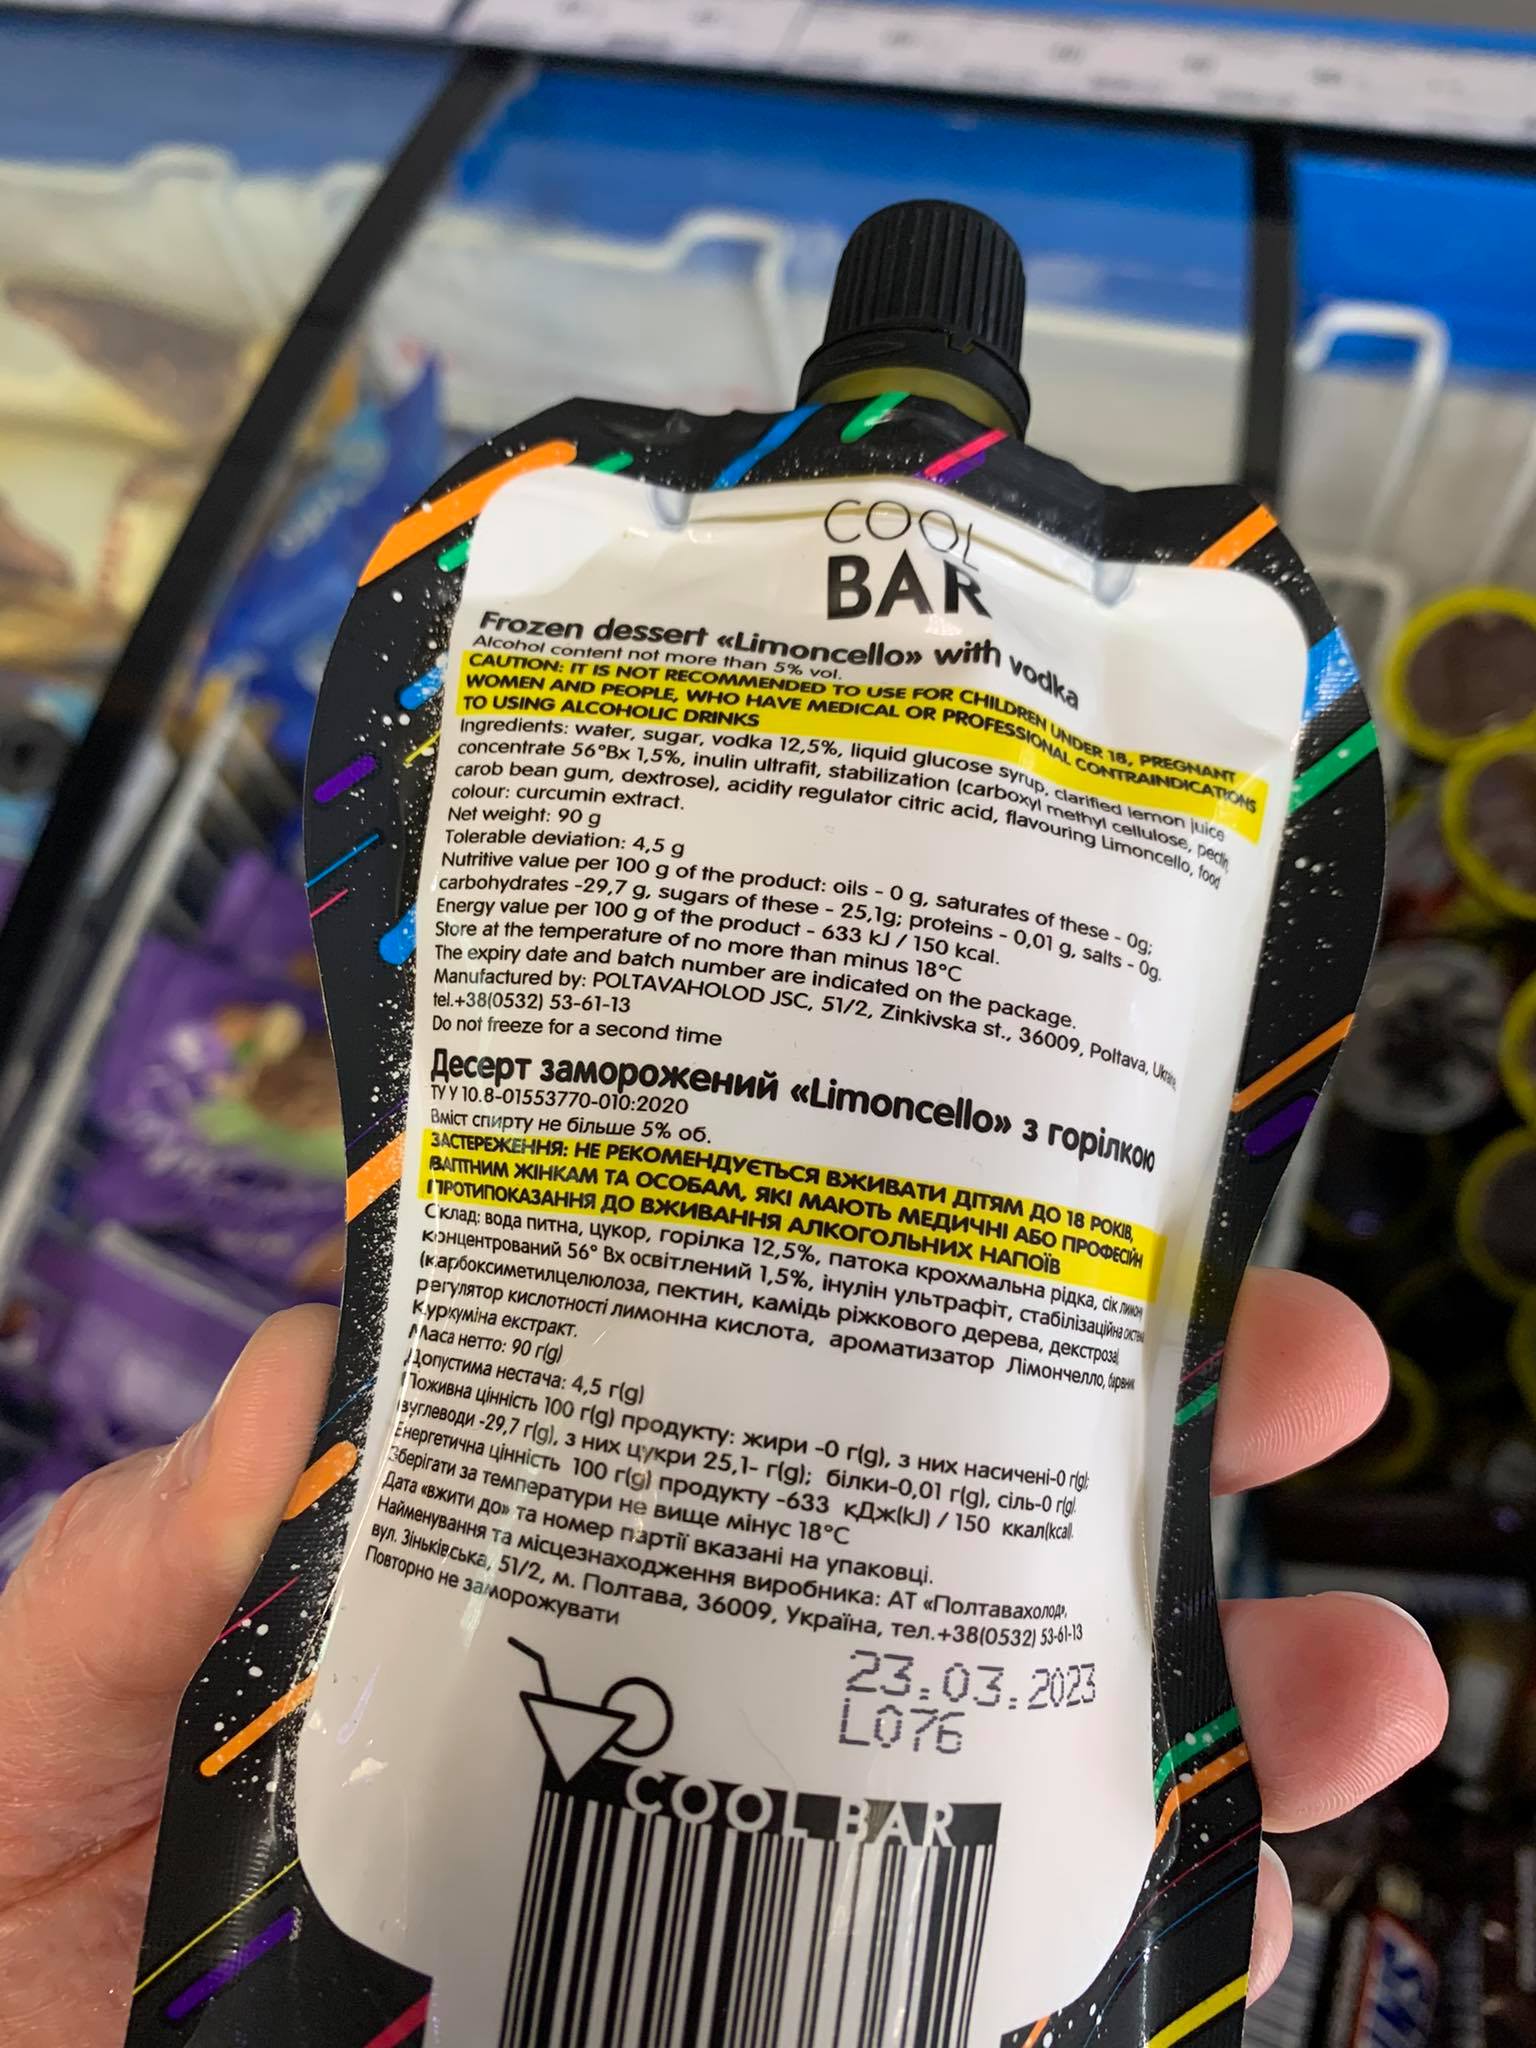 COOL
BAR
Frozen dessert «Limoncello» with vodka
Alcohol content not more than 5% vol.
CAUTION: IT IS NOT RECOMMENDED TO USE FOR CHILDREN UNDER 18, PREGNANT
WOMEN AND PEOPLE, WHO HAVE MEDICAL OR PROFESSIONAL CONTRAINDICATIONS
TO USING ALCOHOLIC DRINKS
Ingredients: water, sugar, vodka 12,5%, liquid glucose syrup, clarified lemon juice
concentrate 56°Bx 1,5%, inulin ultrafit, stabilization (carboxyl methyl cellulose, pectin,
carob bean gum, dextrose), acidity regulator citric acid, flavouring Limoncello, food
colour: curcumin extract.
Net weight: 90 g
Tolerable deviation: 4,5 g
Nutritive value per 100 g of the product: oils - 0 g, saturates of these - 0g;
carbohydrates -29,7 g, sugars of these - 25,1g; proteins - 0,01 g, salts - 0g.
Energy value per 100 g of the product - 633 kJ / 150 kcal.
Store at the temperature of no more than minus 18°C
The expiry date and batch number are indicated on the package.
Manufactured by: POLTAVAHOLOD JSC, 51/2, Zinkivska st., 36009, Poltava, Ukraine,
tel.+38(0532) 53-61-13
Do not freeze for a second time
Десерт заморожений «Limoncello» з горілкою
ТУ У 10.8-01553770-010:2020
Вміст спирту не більше 5% об.
ЗАСТЕРЕЖЕННЯ: НЕ РЕКОМЕНДУЄТЬСЯ ВЖИВАТИ ДІТЯМ ДО 18 РОКІВ,
ВАГІТНИМ ЖІНКАМ ТА ОСОБАМ, ЯКІ МАЮТЬ МЕДИЧНІ АБО ПРОФЕСІЙН
ПРОТИПОКАЗАННЯ ДО ВЖИВАННЯ АЛКОГОЛЬНИХ НАПОЇВ
Склад: вода питна, цукор, горілка 12,5%, патока крохмальна рідка, сік лимон
концентрований 56° Вх освітлений 1,5%, інулін ультрафіт, стабілізаційна система
(карбоксиметилцелюлоза, пектин, камідь ріжкового дерева, декстроза),
регулятор кислотності лимонна кислота, ароматизатор Лімончелло, барвник
Куркуміна екстракт.
Маса нетто: 90 г(g)
Допустима нестача: 4,5 г(g)
Поживна цінність 100 г(g) продукту: жири -0 г(g), з них насичені-0 г(g);
вуглеводи -29,7 г(g), з них цукри 25,1- г(g); білки-0,01 г(g), сіль-0 г(g).
Енергетична цінність 100 г(g) продукту -633 кДж(kJ) / 150 ккал(kcal).
Зберігати за температури не вище мінус 18°С
Дата «вжити до» та номер партії вказані на упаковці.
Найменування та місцезнаходження виробника: АТ «Полтавахолод»,
вул. Зіньківська, 51/2, м. Полтава, 36009, Україна, тел.+38(0532) 53-61-13
Повторно не заморожувати
23.03.2023
L076
COOL BAR